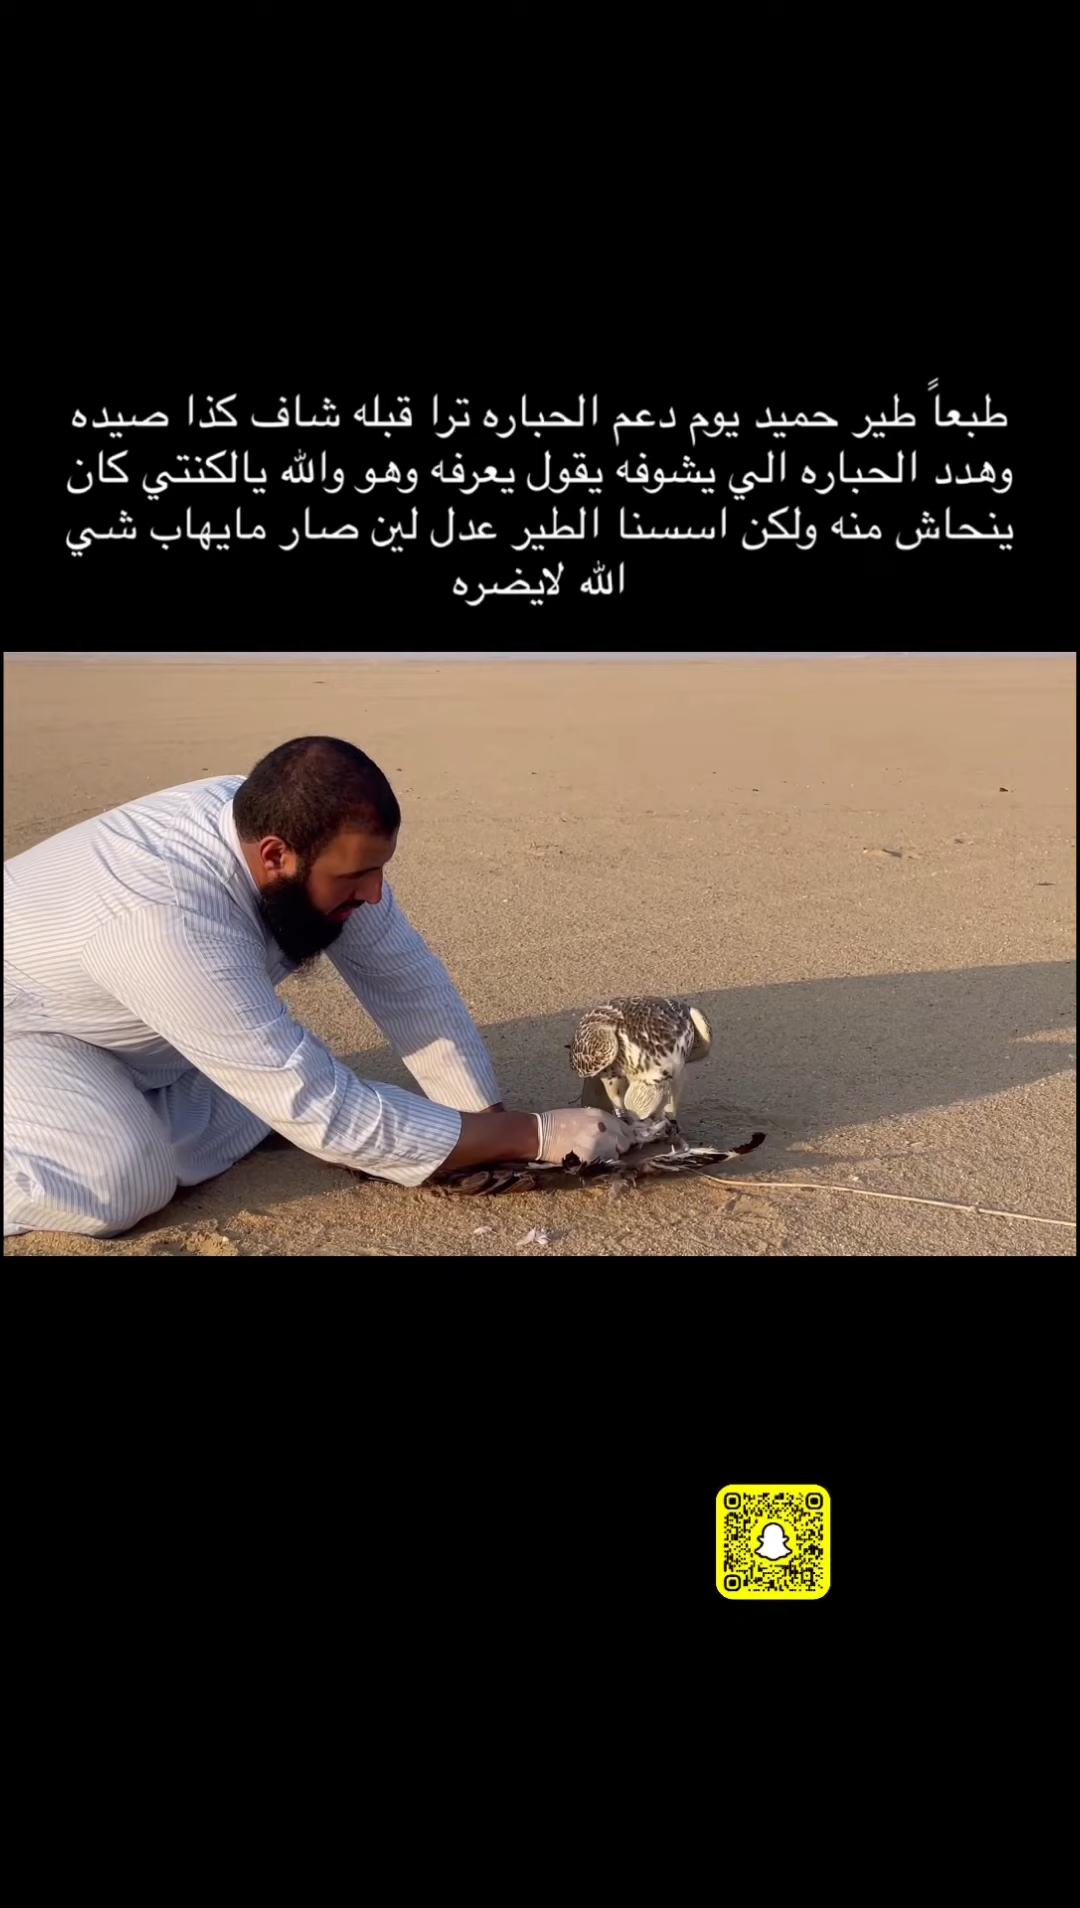 طبعاً طير حميد يوم دعم الحباره ترا قبله شاف كذا صيده
وهدد الحباره الي يشوفه يقول يعرفه وهو والله يالكنتي كان
ينحاش منه ولكن اسسنا الطير عدل لين صار مايهاب شي
الله لايضره